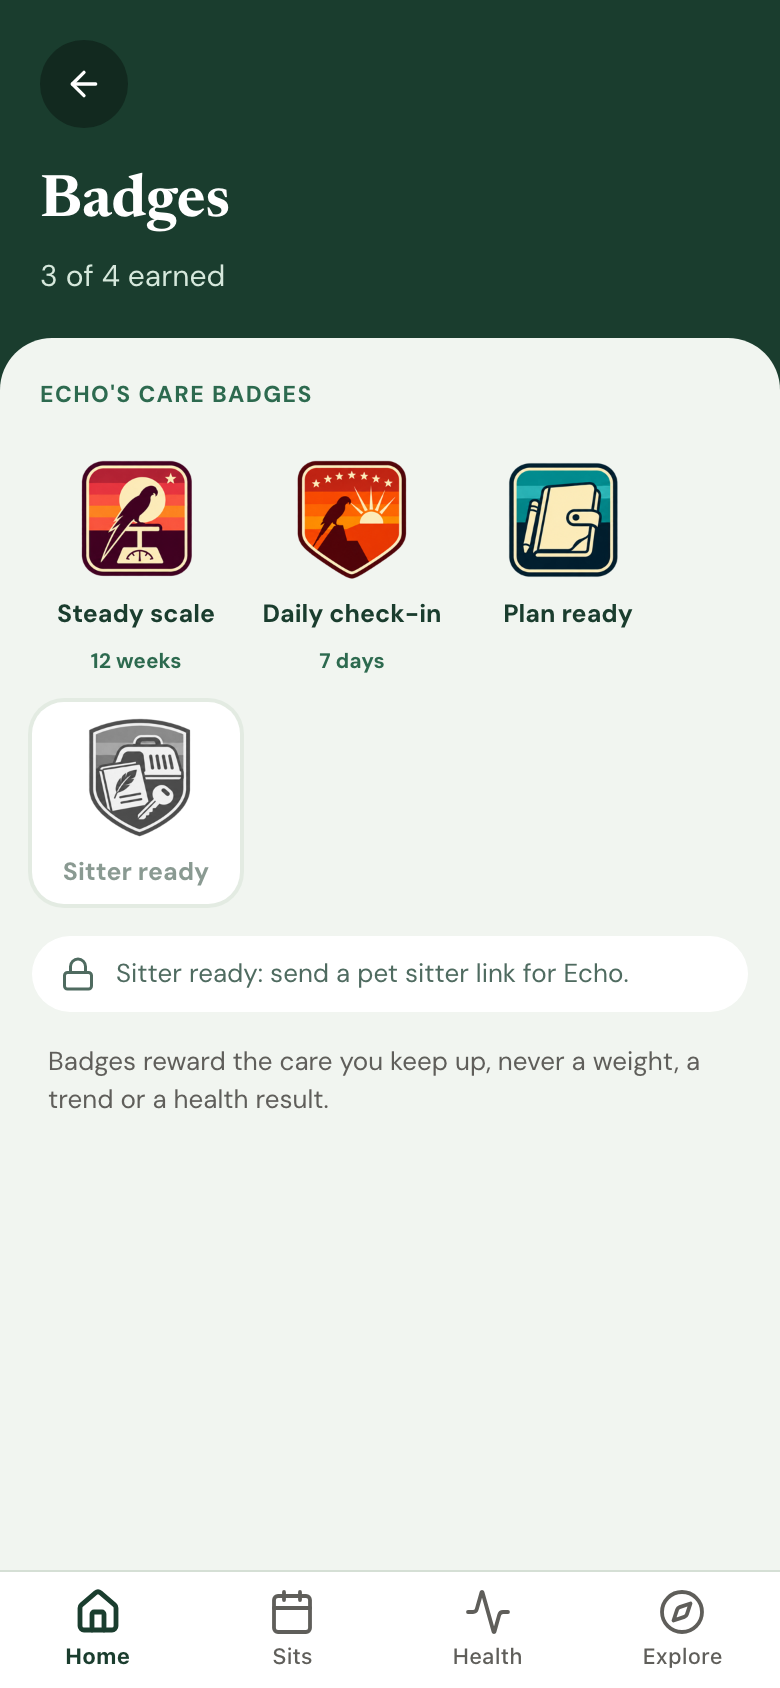 Badges
3 of 4 earned
ECHO'S CARE BADGES
Steady scale
12 weeks
Daily check-in
7 days
Plan ready
Sitter ready
Sitter ready: send a pet sitter link for Echo.
Badges reward the care you keep up, never a weight, a
trend or a health result.
Home
Sits
Health
Explore